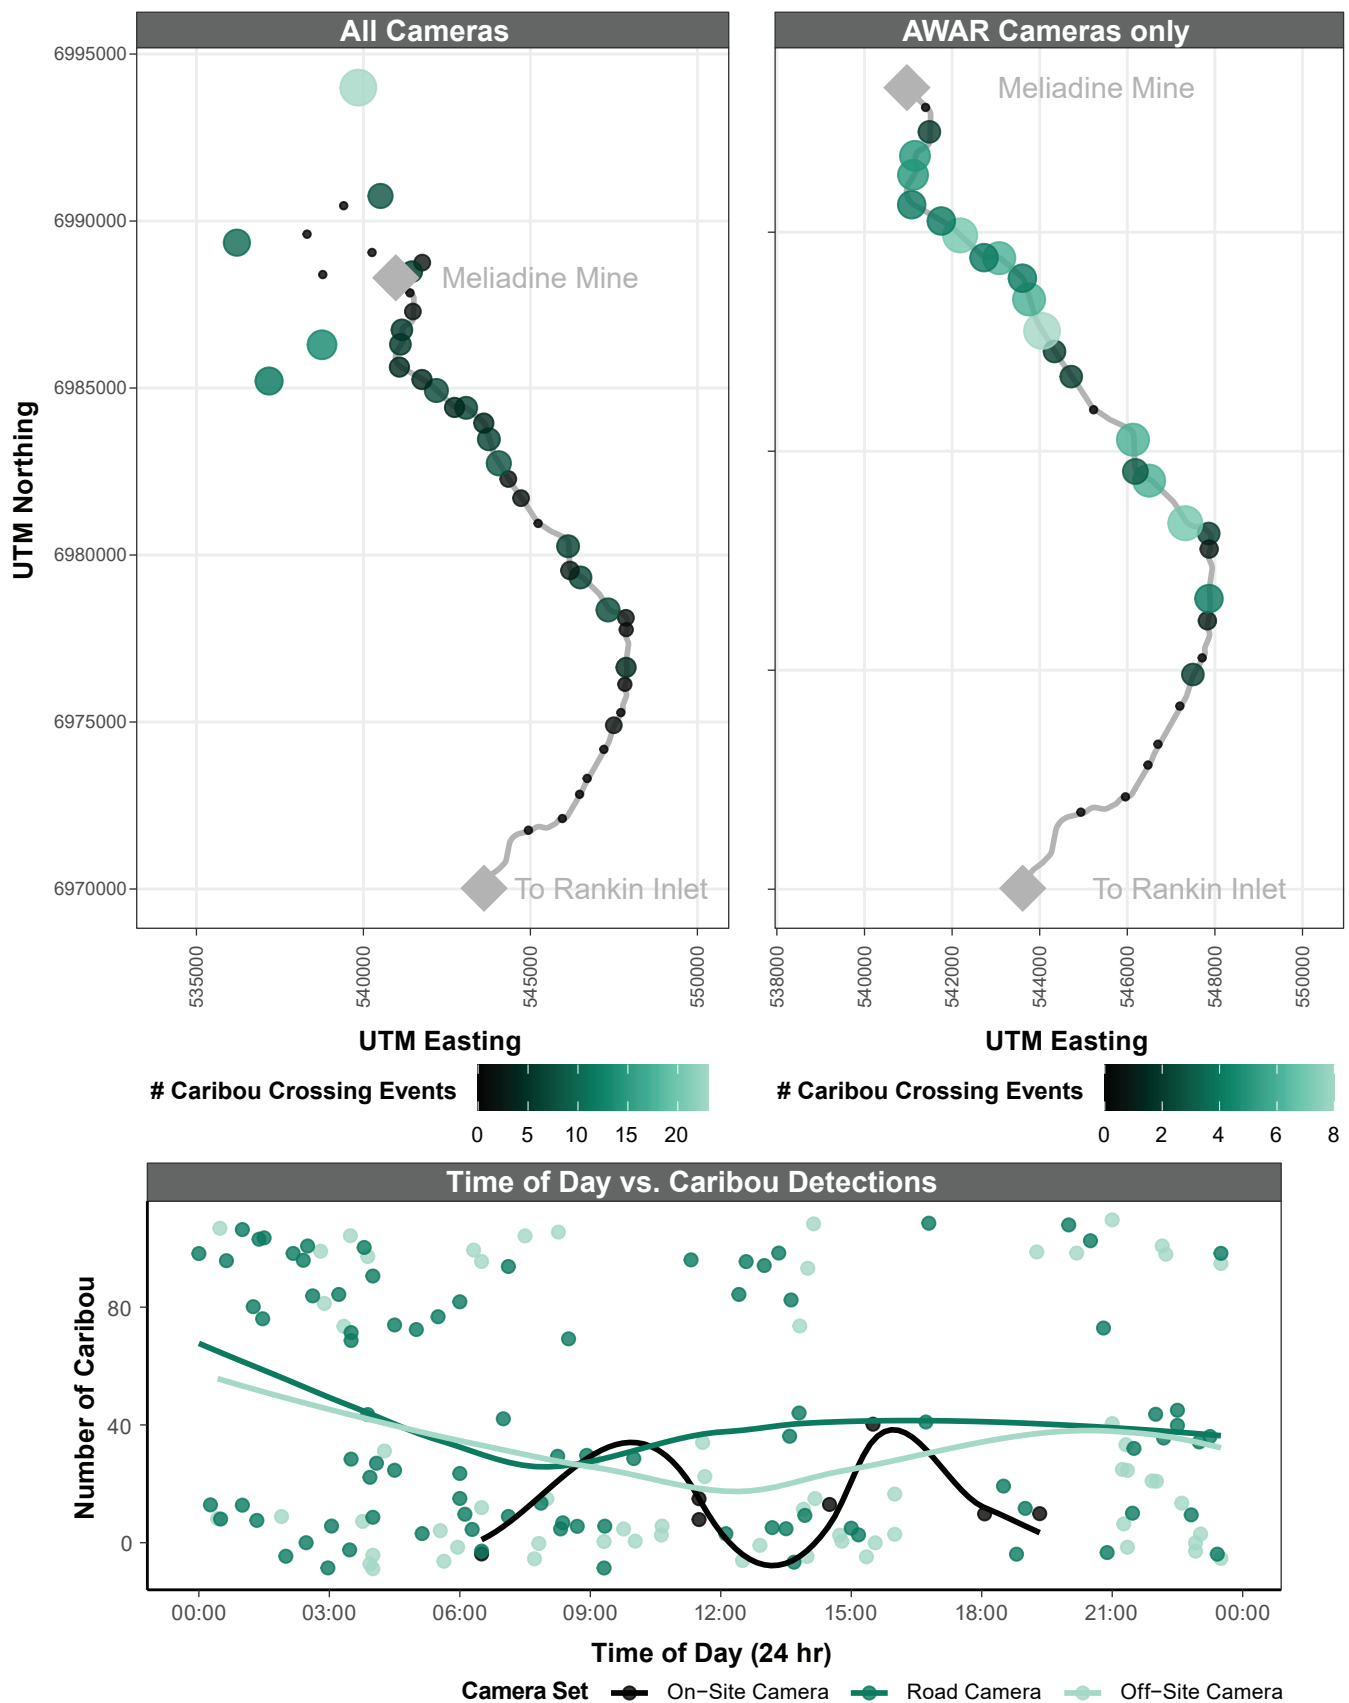 All Cameras
AWAR Cameras only
UTM Northing
6995000
6990000
6985000
6980000
6975000
6970000
Meliadine Mine
To Rankin Inlet
Meliadine Mine
To Rankin Inlet
535000
540000
545000
550000
538000
540000
542000
544000
546000
548000
550000
UTM Easting
UTM Easting
# Caribou Crossing Events
0 5 10 15 20
# Caribou Crossing Events
0 2 4 6 8
Time of Day vs. Caribou Detections
Number of Caribou
80
40
0
00:00 03:00 06:00 09:00 12:00 15:00 18:00 21:00 00:00
Time of Day (24 hr)
Camera Set On−Site Camera Road Camera Off−Site Camera